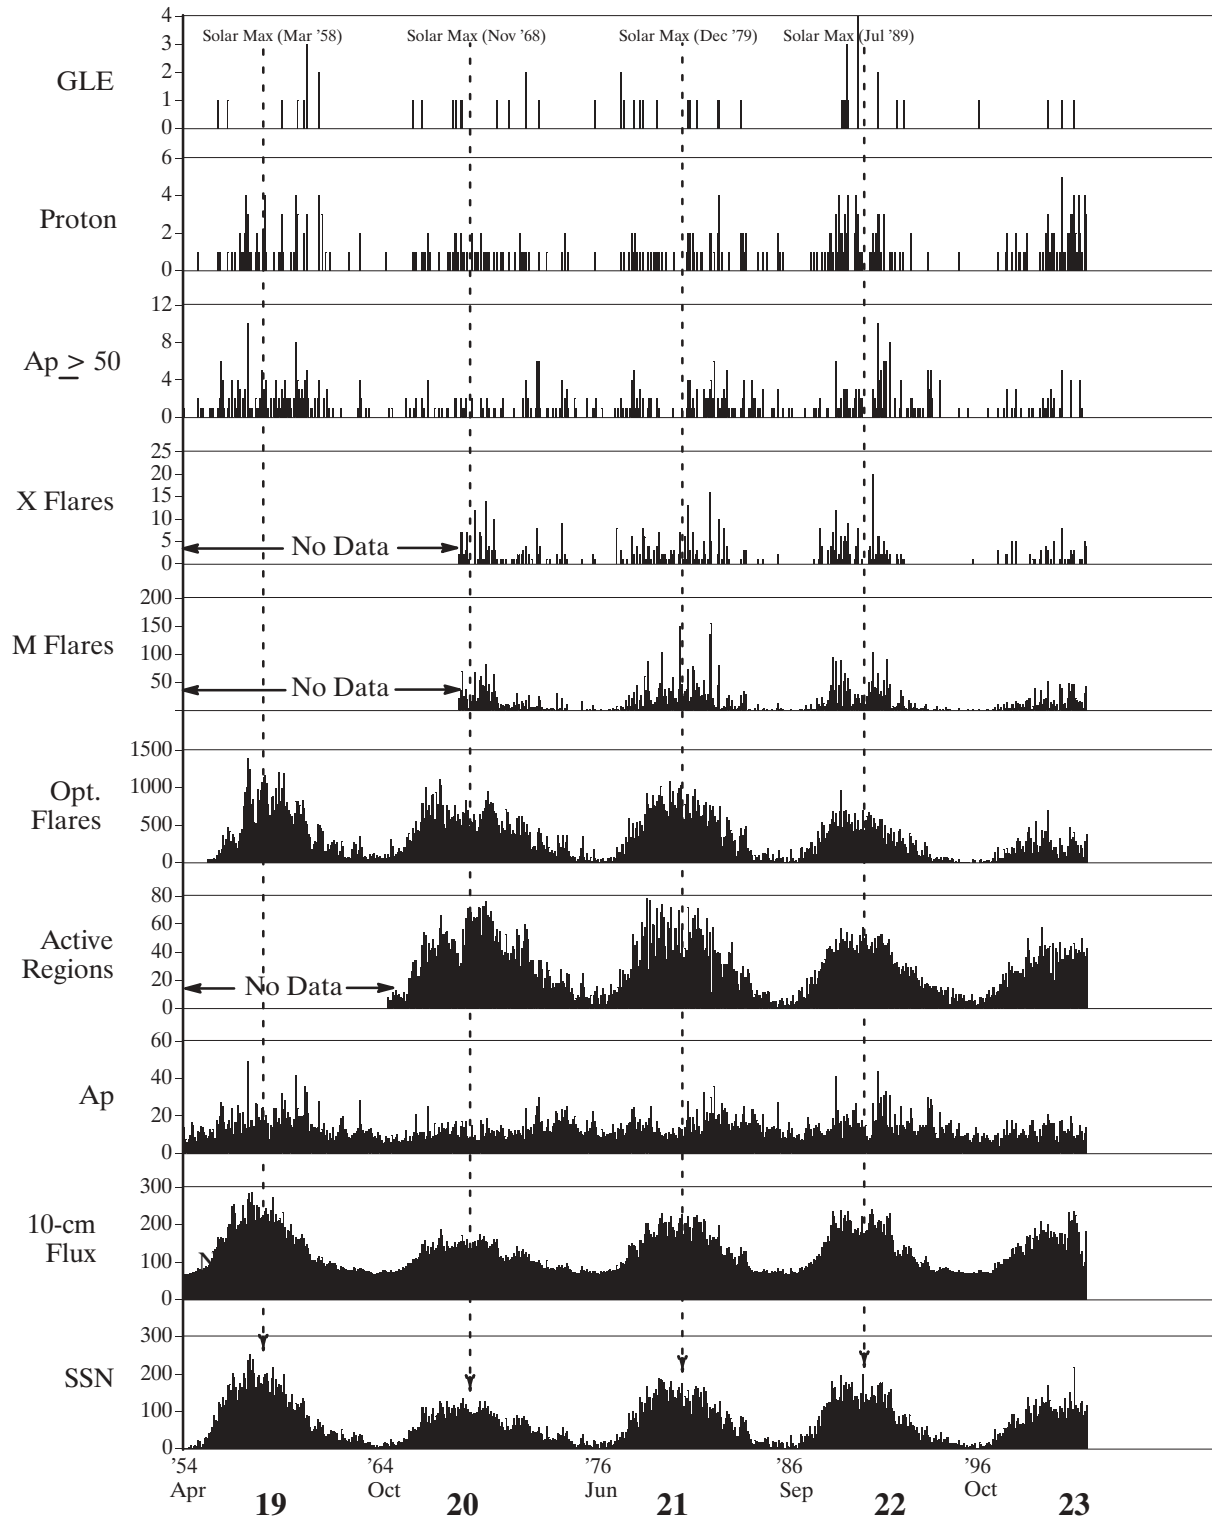 Solar Max (Mar '58) Solar Max (Nov '68) Solar Max (Dec '79) Solar Max (Jul '89)
GLE
4
3
2
1
0
Proton
6
4
2
0
Ap ≥ 50
12
8
4
0
X Flares
25
20
15
10
5
0
No Data
M Flares
200
150
100
50
No Data
Opt.
Flares
1500
1000
500
0
Active
Regions
80
60
40
20
0
No Data
Ap
60
40
20
0
10-cm
Flux
300
200
100
0
N
SSN
300
200
100
0
'54 '64 '76 '86 '96
Apr Oct Jun Sep Oct
19 20 21 22 23